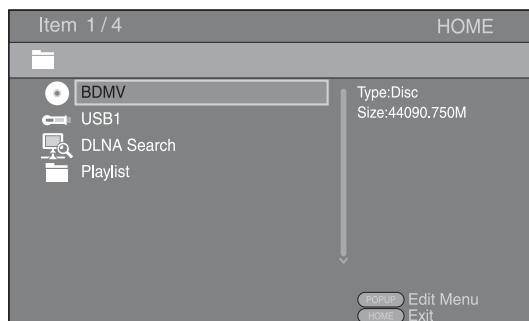 Item 1/4 HOME
BDMV
USB1
DLNA Search
Playlist
Type:Disc
Size:44090.750M
POPUP Edit Menu
HOME Exit